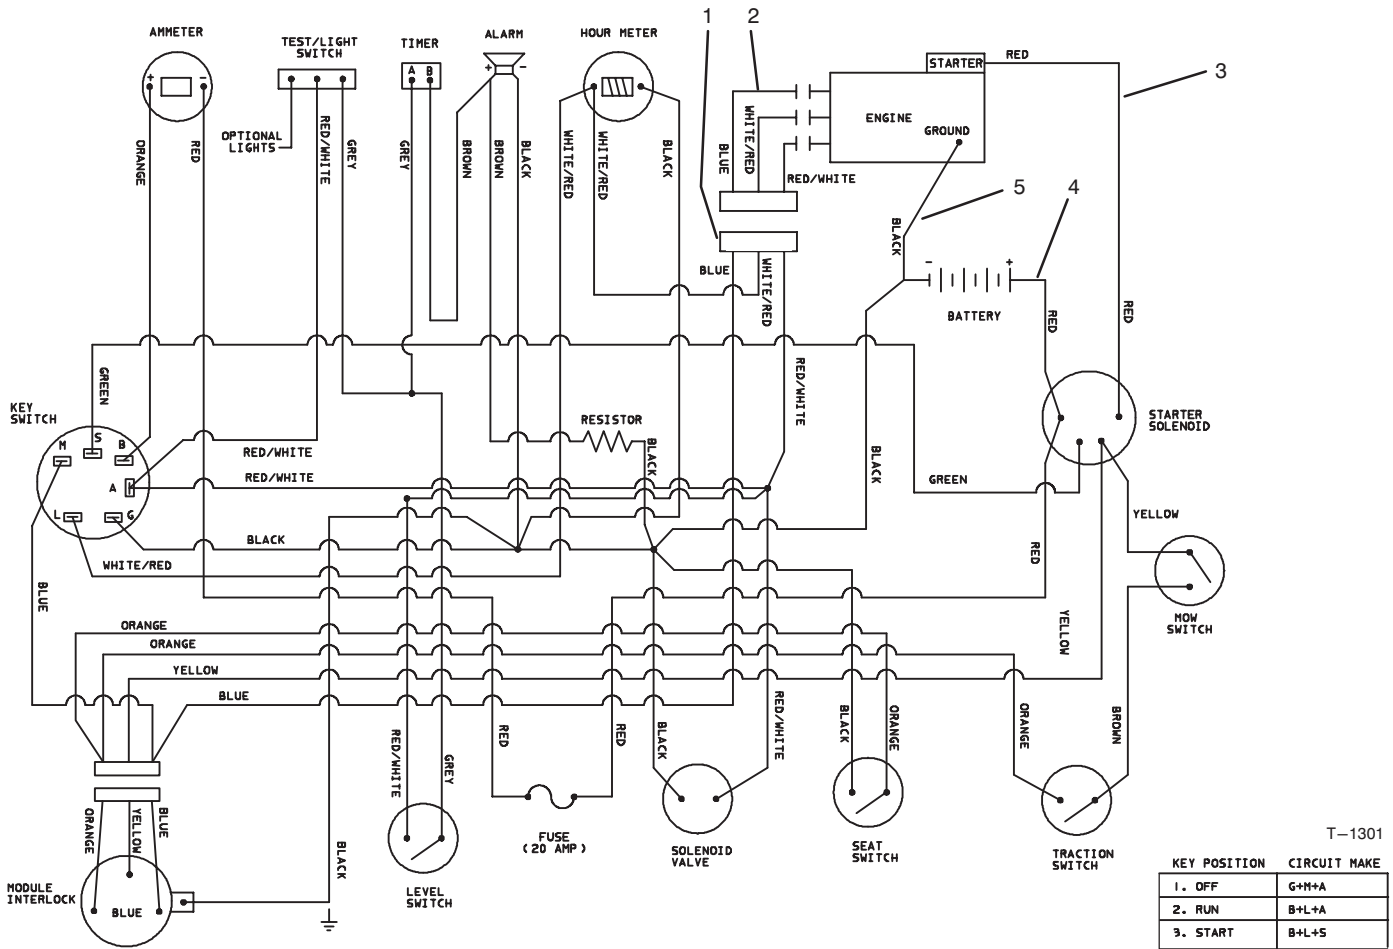 1
2
3
4
5
AMMETER
+
-
TEST/LIGHT
SWITCH
TIMER
A B
ALARM
+ -
HOUR METER
STARTER
RED
ENGINE
GROUND
OPTIONAL
LIGHTS
ORANGE
RED
RED/WHITE
GREY
GREY
BROWN
BROWN
BLACK
WHITE/RED
WHITE/RED
BLACK
BLUE
WHITE/RED
RED/WHITE
BLACK
BLUE
WHITE/RED
- +
BATTERY
RED
RED
RED/WHITE
GREEN
KEY
SWITCH
M
S
B
A
L
G
RED/WHITE
RED/WHITE
RESISTOR
BLACK
BLACK
STARTER
SOLENOID
GREEN
YELLOW
BLACK
WHITE/RED
BLUE
RED
YELLOW
MOW
SWITCH
ORANGE
ORANGE
YELLOW
BLUE
RED/WHITE
GREY
RED
RED
BLACK
RED/WHITE
BLACK
ORANGE
ORANGE
BROWN
ORANGE
YELLOW
BLUE
BLACK
MODULE
INTERLOCK
BLUE
LEVEL
SWITCH
FUSE
(20 AMP)
SOLENOID
VALVE
SEAT
SWITCH
TRACTION
SWITCH
T-1301
KEY POSITION CIRCUIT MAKE
1. OFF G+M+A
2. RUN B+L+A
3. START B+L+S